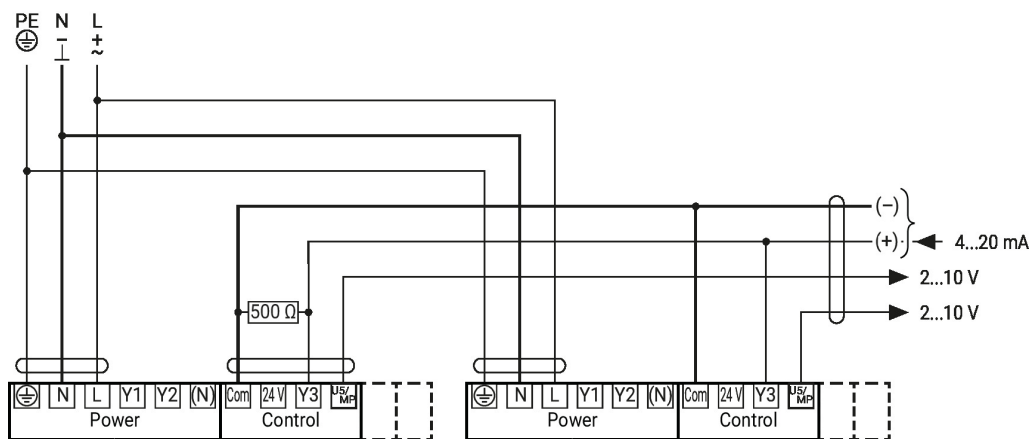 PE N L
– +
⊥ ~
(–)
(+) 4...20 mA
2...10 V
500 Ω 2...10 V
N L Y1 Y2 (N) Com 24 V Y3 U5/MP N L Y1 Y2 (N) Com 24 V Y3 U5/MP
Power Control Power Control